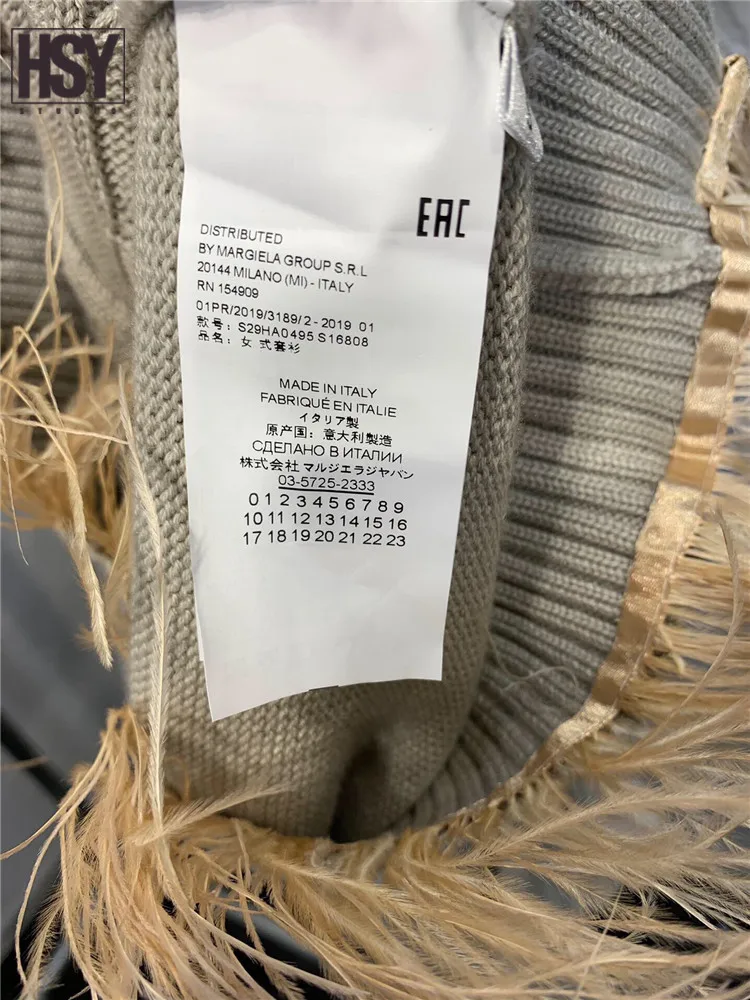 HSY
STUDIO
EAC
DISTRIBUTED
BY MARGIELA GROUP S.R.L
20144 MILANO (MI) - ITALY
RN 154909
01PR/2019/3189/2 - 2019 01
款号: S29HA0495 S16808
品名: 女式套衫
MADE IN ITALY
FABRIQUÉ EN ITALIE
イタリア製
原产国: 意大利製造
СДЕЛАНО В ИТАЛИИ
株式会社 マルジエラジャパン
03-5725-2333
0 1 2 3 4 5 6 7 8 9
10 11 12 13 14 15 16
17 18 19 20 21 22 23